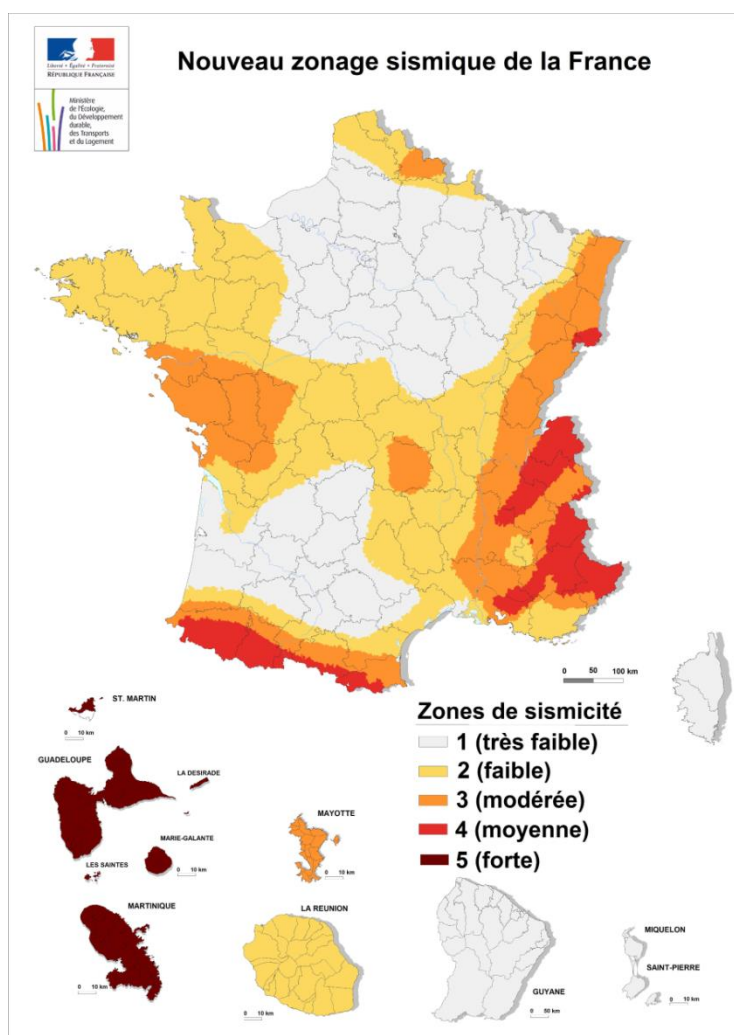 Liberté • Égalité • Fraternité
RÉPUBLIQUE FRANÇAISE
Ministère
de l'Écologie,
du Développement
durable,
des Transports
et du Logement
Nouveau zonage sismique de la France
0 50 100 km
ST. MARTIN
0 10 km
GUADELOUPE
LA DESIRADE
MARIE-GALANTE
LES SAINTES
0 10 km
0 10 km
MARTINIQUE
0 10 km
MAYOTTE
0 10 km
LA REUNION
0 10 km
Zones de sismicité
1 (très faible)
2 (faible)
3 (modérée)
4 (moyenne)
5 (forte)
GUYANE
0 50 km
MIQUELON
SAINT-PIERRE
0 10 km